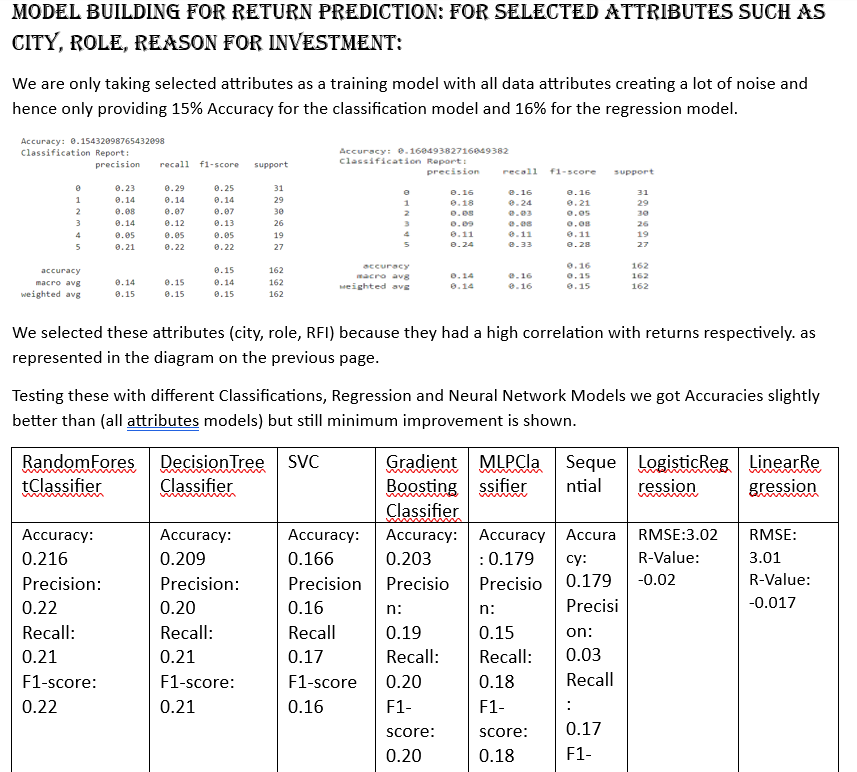 MODEL BUILDING FOR RETURN PREDICTION: FOR SELECTED ATTRIBUTES SUCH AS
CITY, ROLE, REASON FOR INVESTMENT:
We are only taking selected attributes as a training model with all data attributes creating a lot of noise and
hence only providing 15% Accuracy for the classification model and 16% for the regression model.
Accuracy: 0.15432098765432098
Classification Report:
precision recall f1-score support
0 0.23 0.29 0.25 31
1 0.14 0.14 0.14 29
2 0.08 0.07 0.07 30
3 0.14 0.12 0.13 26
4 0.05 0.05 0.05 19
5 0.21 0.22 0.22 27
accuracy 0.15 162
macro avg 0.14 0.15 0.14 162
weighted avg 0.15 0.15 0.15 162
Accuracy: 0.16049382716049382
Classification Report:
precision recall f1-score support
0 0.16 0.16 0.16 31
1 0.18 0.24 0.21 29
2 0.08 0.03 0.05 30
3 0.09 0.08 0.08 26
4 0.11 0.11 0.11 19
5 0.24 0.33 0.28 27
accuracy 0.16 162
macro avg 0.14 0.16 0.15 162
weighted avg 0.14 0.16 0.15 162
We selected these attributes (city, role, RFI) because they had a high correlation with returns respectively. as
represented in the diagram on the previous page.
Testing these with different Classifications, Regression and Neural Network Models we got Accuracies slightly
better than (all attributes models) but still minimum improvement is shown.
RandomFores
tClassifier
DecisionTree
Classifier
SVC
Gradient
Boosting
Classifier
MLPCla
ssifier
Seque
ntial
LogisticReg
ression
LinearRe
gression
Accuracy:
0.216
Precision:
0.22
Recall:
0.21
F1-score:
0.22
Accuracy:
0.209
Precision:
0.20
Recall:
0.21
F1-score:
0.21
Accuracy:
0.166
Precision
0.16
Recall
0.17
F1-score
0.16
Accuracy:
0.203
Precisio
n:
0.19
Recall:
0.20
F1-
score:
0.20
Accuracy
: 0.179
Precisio
n:
0.15
Recall:
0.18
F1-
score:
0.18
Accura
cy:
0.179
Precisi
on:
0.03
Recall
:
0.17
F1-
RMSE:3.02
R-Value:
-0.02
RMSE:
3.01
R-Value:
-0.017